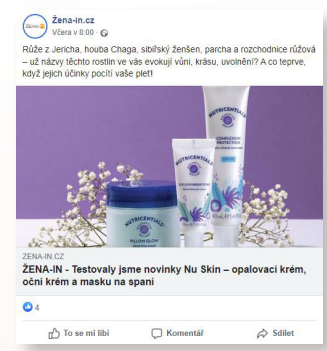 Žena-in.cz
Včera v 8:00 ·
Růže z Jericha, houba Chaga, sibiřský ženšen, parcha a rozchodnice růžová
– už názvy těchto rostlin ve vás evokují vůni, krásu, uvolnění? A co teprve,
když jejich účinky pocítí vaše pleť!
NUTRICENTIALS
PILLOW GLOW
NUTRICENTIALS
NUTRICENTIALS
COMPLEXION
PROTECTION
ZENA-IN.CZ
ŽENA-IN - Testovaly jsme novinky Nu Skin – opalovací krém,
oční krém a masku na spaní
4
To se mi líbí
Komentář
Sdílet